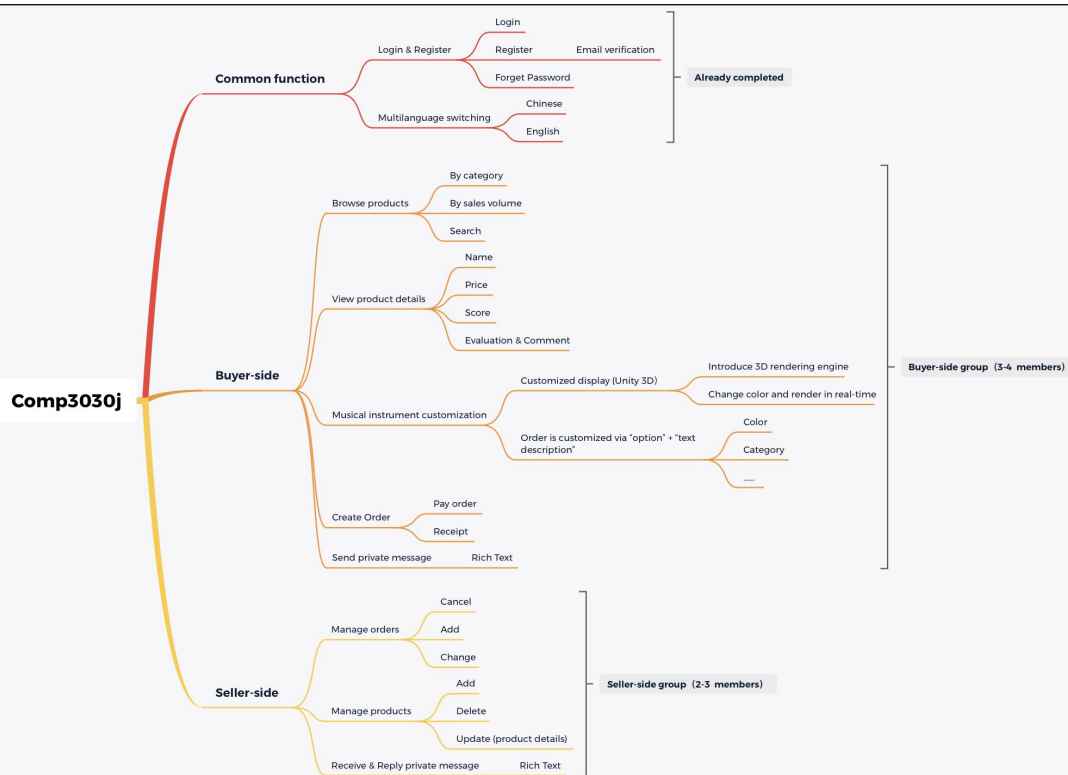 Comp3030j
Common function
Login & Register
Login
Register
Email verification
Forget Password
Multilanguage switching
Chinese
English
Already completed
Buyer-side
Browse products
By category
By sales volume
Search
View product details
Name
Price
Score
Evaluation & Comment
Musical instrument customization
Customized display (Unity 3D)
Introduce 3D rendering engine
Change color and render in real-time
Order is customized via "option" + "text
description"
Color
Category
......
Create Order
Pay order
Receipt
Send private message
Rich Text
Buyer-side group（3-4 members）
Seller-side
Manage orders
Cancel
Add
Change
Manage products
Add
Delete
Update (product details)
Receive & Reply private message
Rich Text
Seller-side group（2-3 members）